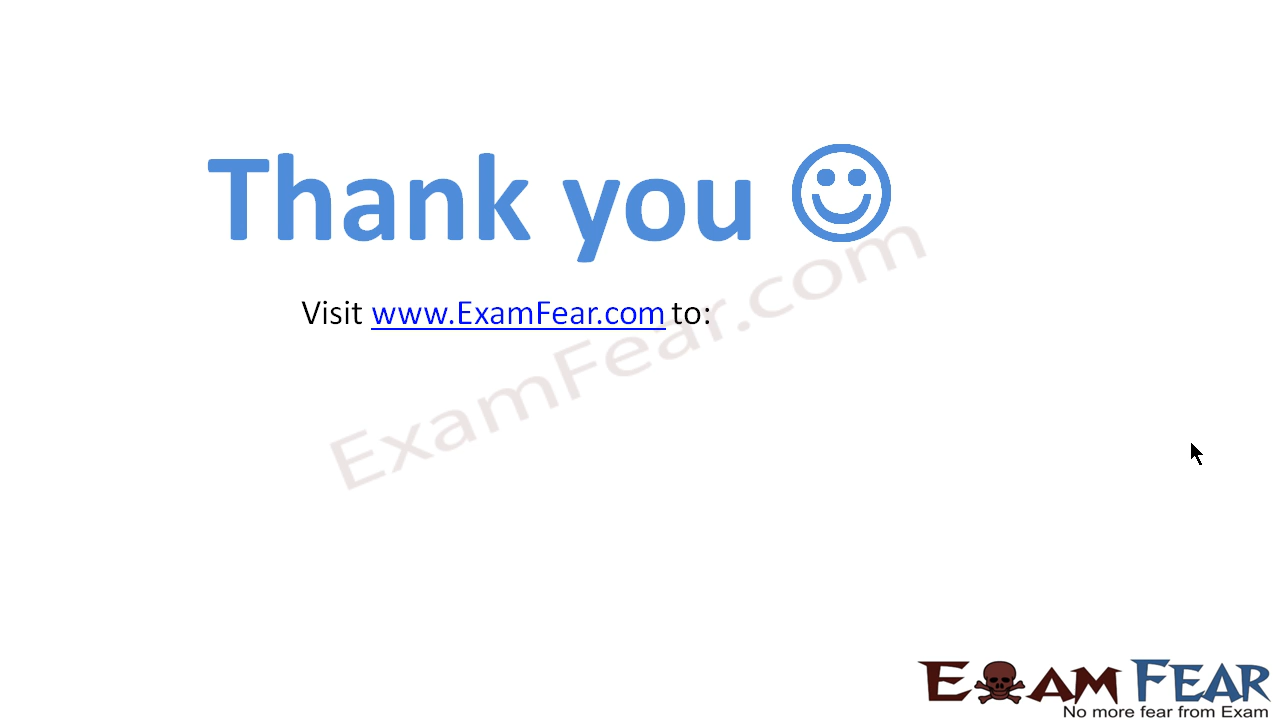 Thank you ☺
Visit www.ExamFear.com to:
ExamFear.com
EXAM FEAR
No more fear from Exam